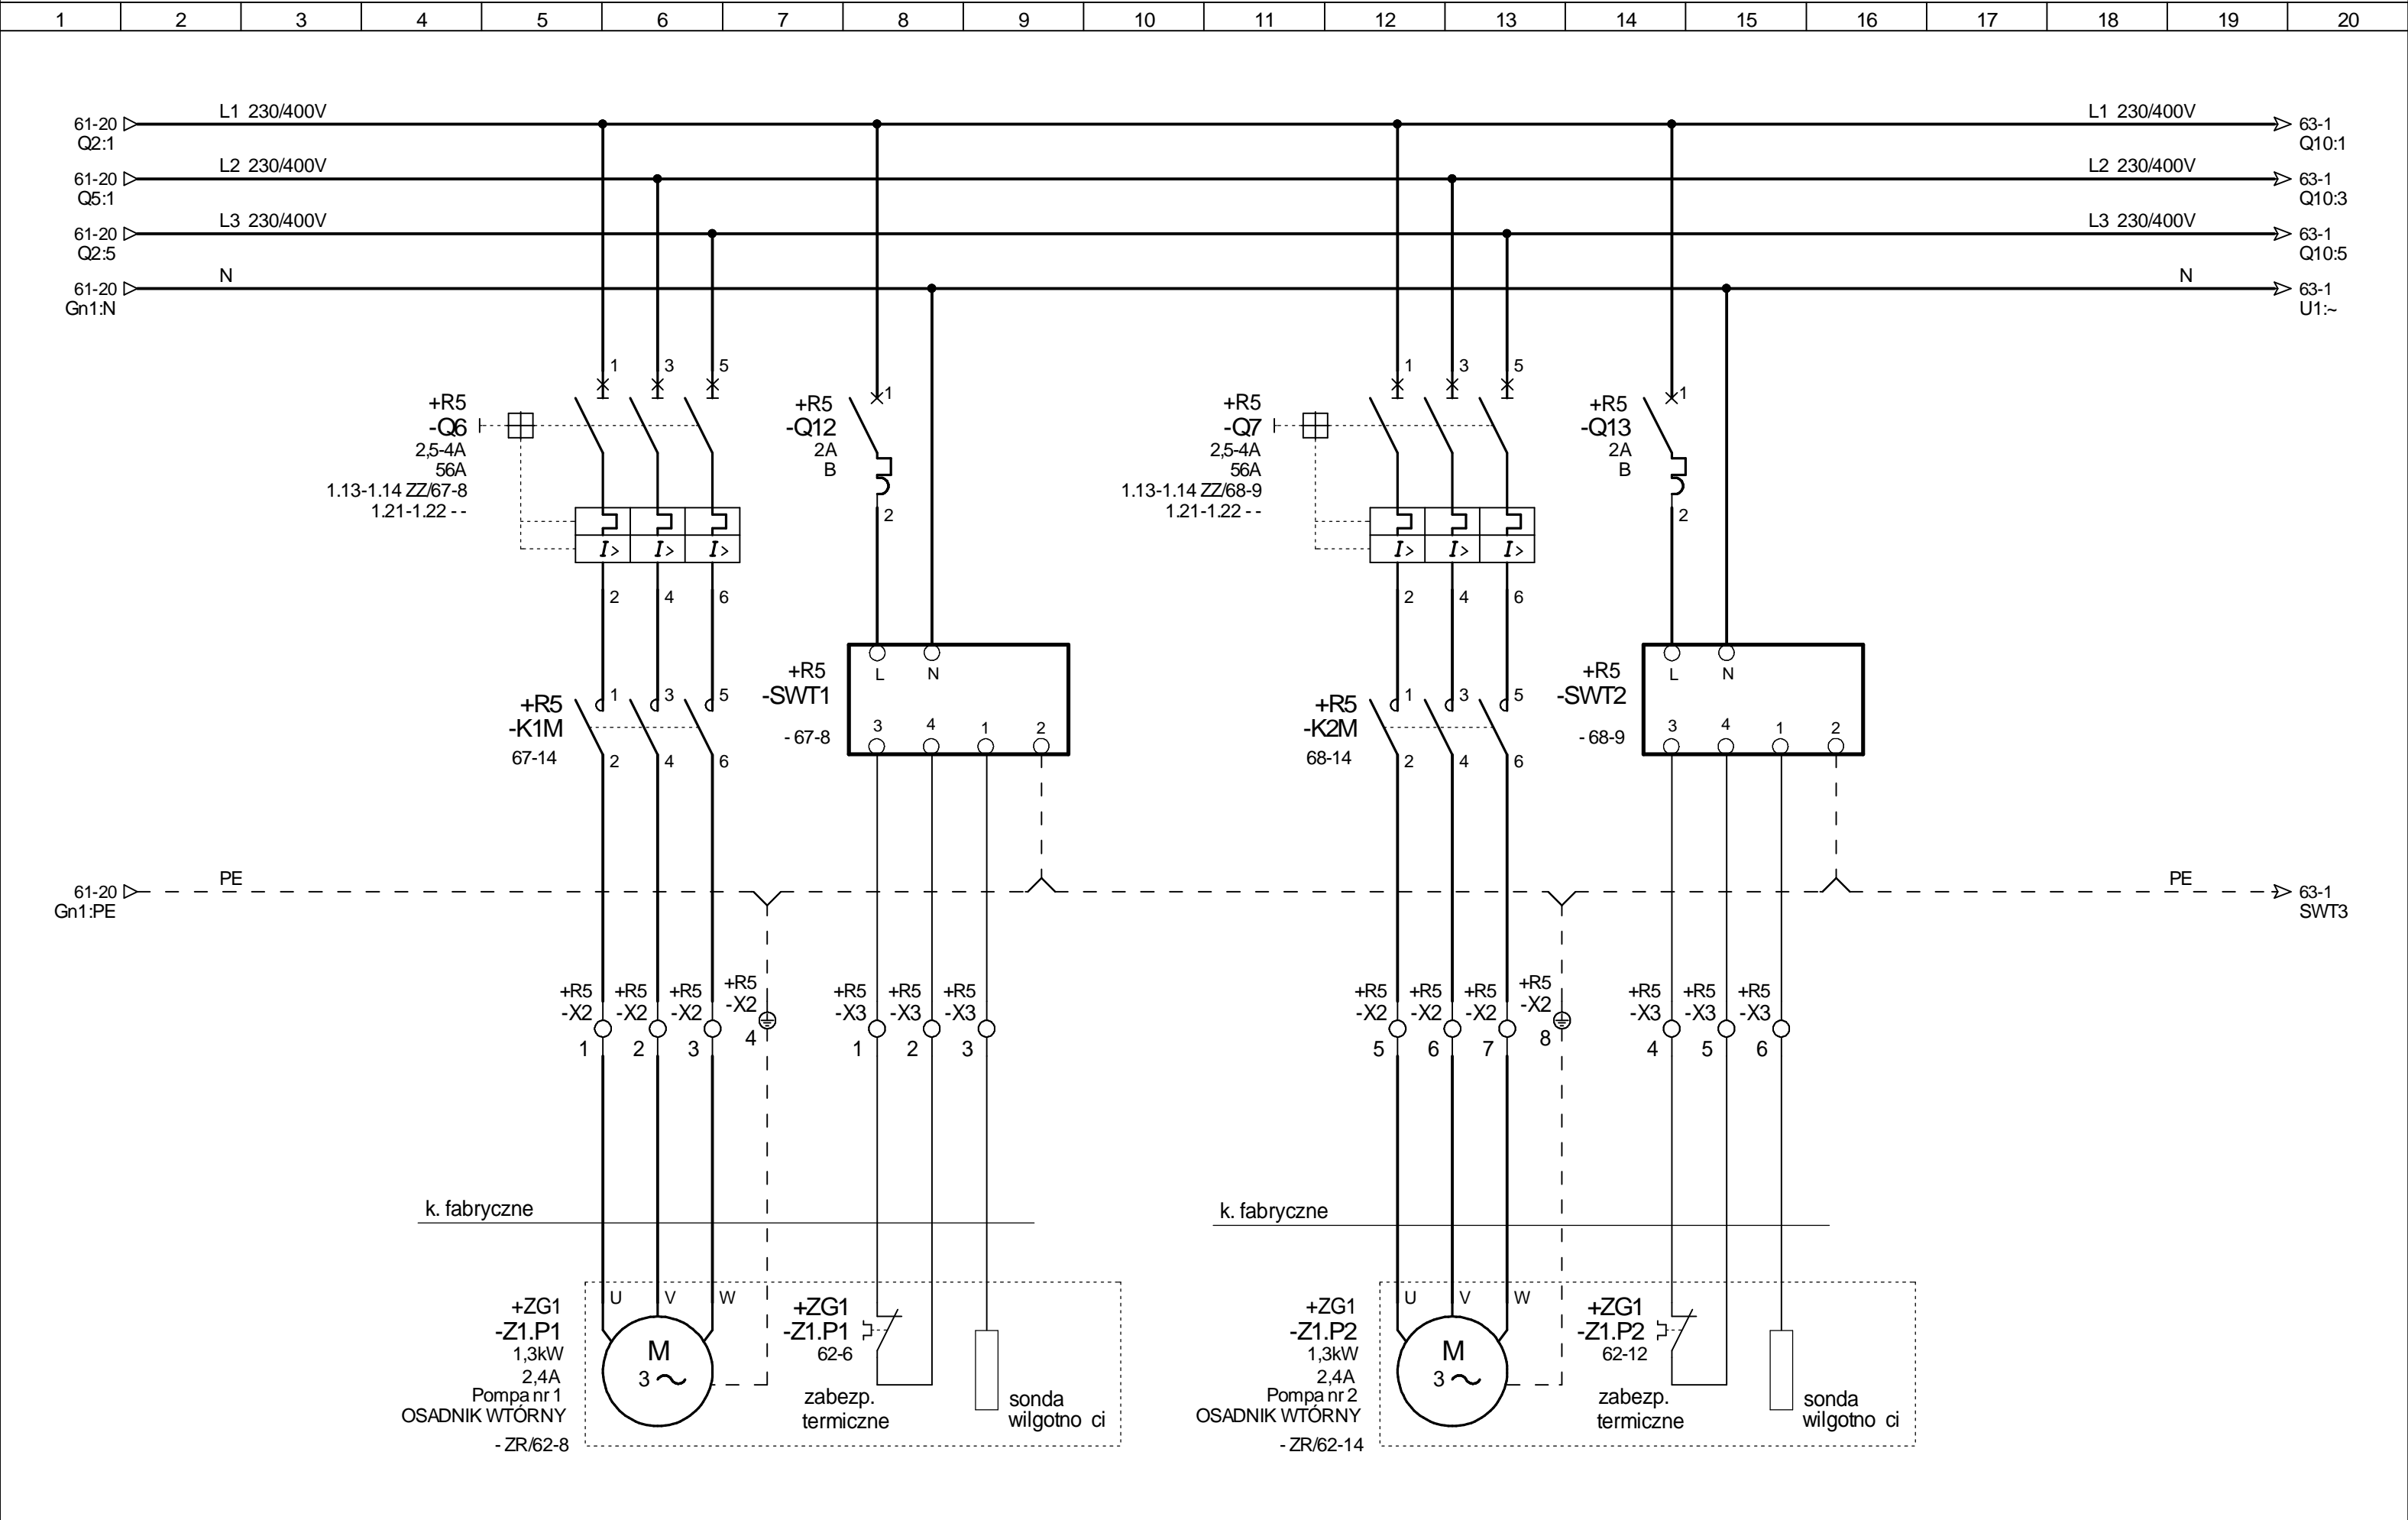 1 2 3 4 5 6 7 8 9 10 11 12 13 14 15 16 17 18 19 20
L1 230/400V
L1 230/400V
61-20
Q2:1
63-1
Q10:1
L2 230/400V
L2 230/400V
61-20
Q5:1
63-1
Q10:3
L3 230/400V
L3 230/400V
61-20
Q2:5
63-1
Q10:5
N
N
61-20
Gn1:N
63-1
U1:~
1 3 5
+R5
-Q6
2,5-4A
56A
1.13-1.14 ZZ/67-8
1.21-1.22 - -
I> I> I>
2 4 6
+R5
-Q12
2A
B
1
2
1 3 5
+R5
-Q7
2,5-4A
56A
1.13-1.14 ZZ/68-9
1.21-1.22 - -
I> I> I>
2 4 6
+R5
-Q13
2A
B
1
2
+R5
-K1M
67-14
1 3 5
2 4 6
+R5
-SWT1
- 67-8
L N
3 4 1 2
+R5
-K2M
68-14
1 3 5
2 4 6
+R5
-SWT2
- 68-9
L N
3 4 1 2
PE
PE
61-20
Gn1:PE
63-1
SWT3
+R5
-X2
1
+R5
-X2
2
+R5
-X2
3
+R5
-X2
4
+R5
-X3
1
+R5
-X3
2
+R5
-X3
3
+R5
-X2
5
+R5
-X2
6
+R5
-X2
7
+R5
-X2
8
+R5
-X3
4
+R5
-X3
5
+R5
-X3
6
k. fabryczne
k. fabryczne
+ZG1
-Z1.P1
1,3kW
2,4A
Pompa nr 1
OSADNIK WTÓRNY
- ZR/62-8
U V W
M
3
+ZG1
-Z1.P1
62-6
zabezp.
termiczne
sonda
wilgotno ci
+ZG1
-Z1.P2
1,3kW
2,4A
Pompa nr 2
OSADNIK WTÓRNY
- ZR/62-14
U V W
M
3
+ZG1
-Z1.P2
62-12
zabezp.
termiczne
sonda
wilgotno ci